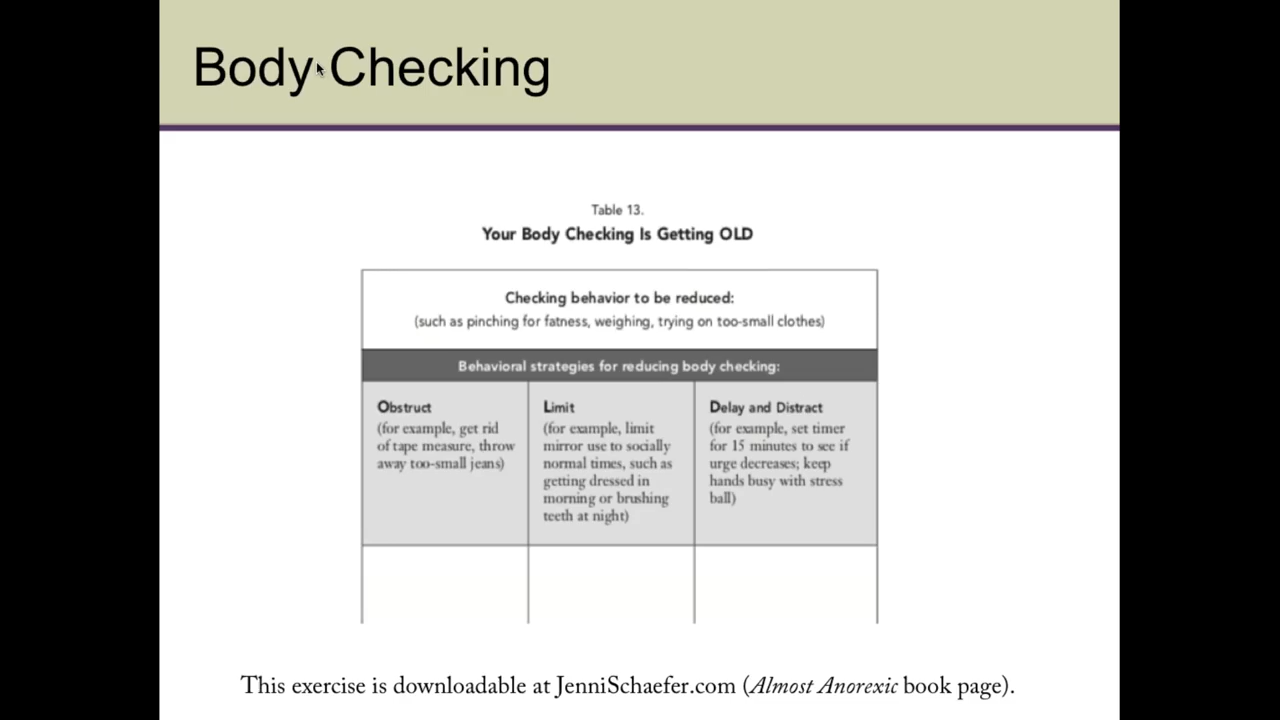 Body Checking
Table 13.
Your Body Checking Is Getting OLD
Checking behavior to be reduced:
(such as pinching for fatness, weighing, trying on too-small clothes)
Behavioral strategies for reducing body checking:
Obstruct
(for example, get rid
of tape measure, throw
away too-small jeans)
Limit
(for example, limit
mirror use to socially
normal times, such as
getting dressed in
morning or brushing
teeth at night)
Delay and Distract
(for example, set timer
for 15 minutes to see if
urge decreases; keep
hands busy with stress
ball)
This exercise is downloadable at JenniSchaefer.com (Almost Anorexic book page).